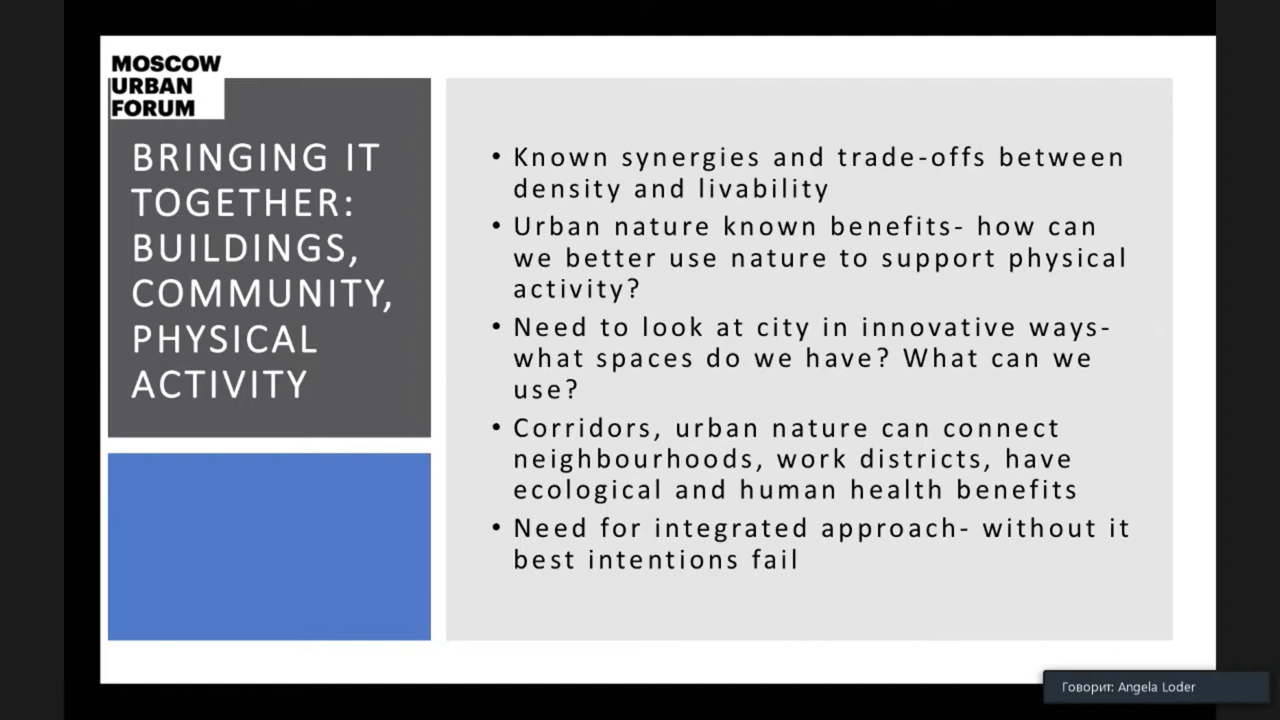 MOSCOW
URBAN
FORUM
BRINGING IT
TOGETHER:
BUILDINGS,
COMMUNITY,
PHYSICAL
ACTIVITY
• Known synergies and trade-offs between
density and livability
• Urban nature known benefits- how can
we better use nature to support physical
activity?
• Need to look at city in innovative ways-
what spaces do we have? What can we
use?
• Corridors, urban nature can connect
neighbourhoods, work districts, have
ecological and human health benefits
• Need for integrated approach- without it
best intentions fail
Говорит: Angela Loder